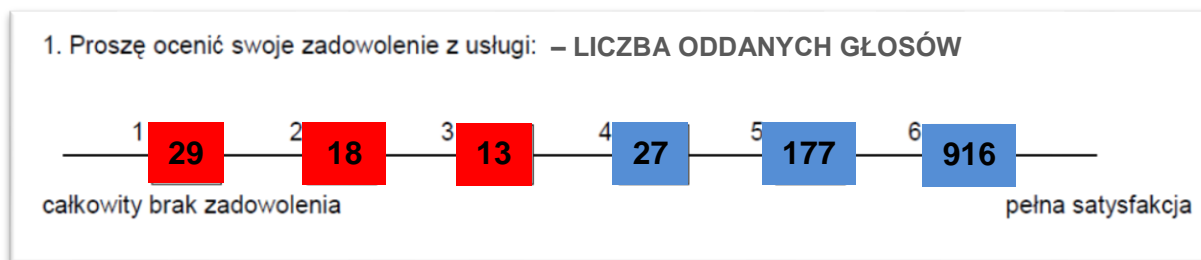 1. Proszę ocenić swoje zadowolenie z usługi: – LICZBA ODDANYCH GŁOSÓW
1 29 2 18 3 13 4 27 5 177 6 916
całkowity brak zadowolenia pełna satysfakcja